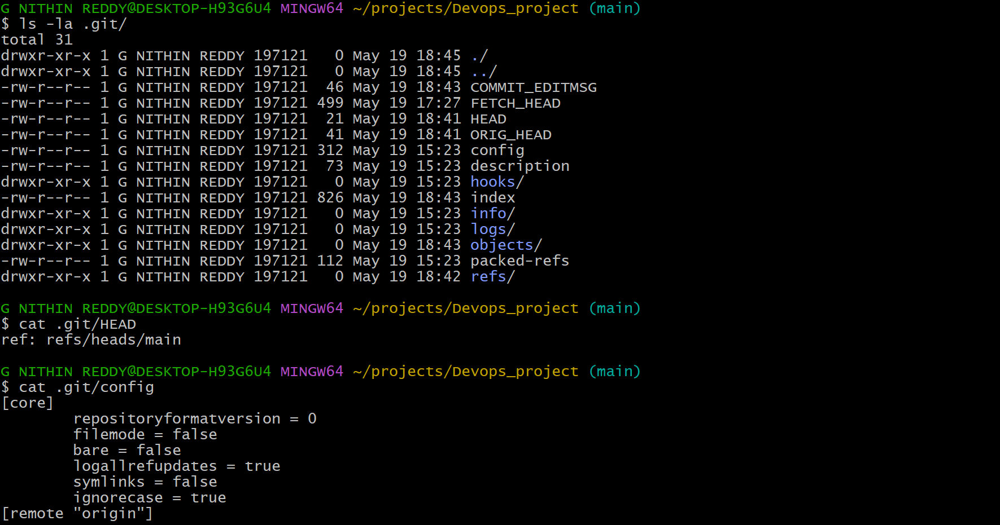 G NITHIN REDDY@DESKTOP-H93G6U4 MINGW64 ~/projects/Devops_project (main)
$ ls -la .git/
total 31
drwxr-xr-x 1 G NITHIN REDDY 197121   0 May 19 18:45 ./
drwxr-xr-x 1 G NITHIN REDDY 197121   0 May 19 18:45 ../
-rw-r--r-- 1 G NITHIN REDDY 197121  46 May 19 18:43 COMMIT_EDITMSG
-rw-r--r-- 1 G NITHIN REDDY 197121 499 May 19 17:27 FETCH_HEAD
-rw-r--r-- 1 G NITHIN REDDY 197121  21 May 19 18:41 HEAD
-rw-r--r-- 1 G NITHIN REDDY 197121  41 May 19 18:41 ORIG_HEAD
-rw-r--r-- 1 G NITHIN REDDY 197121 312 May 19 15:23 config
-rw-r--r-- 1 G NITHIN REDDY 197121  73 May 19 15:23 description
drwxr-xr-x 1 G NITHIN REDDY 197121   0 May 19 15:23 hooks/
-rw-r--r-- 1 G NITHIN REDDY 197121 826 May 19 18:43 index
drwxr-xr-x 1 G NITHIN REDDY 197121   0 May 19 15:23 info/
drwxr-xr-x 1 G NITHIN REDDY 197121   0 May 19 15:23 logs/
drwxr-xr-x 1 G NITHIN REDDY 197121   0 May 19 18:43 objects/
-rw-r--r-- 1 G NITHIN REDDY 197121 112 May 19 15:23 packed-refs
drwxr-xr-x 1 G NITHIN REDDY 197121   0 May 19 18:42 refs/

G NITHIN REDDY@DESKTOP-H93G6U4 MINGW64 ~/projects/Devops_project (main)
$ cat .git/HEAD
ref: refs/heads/main

G NITHIN REDDY@DESKTOP-H93G6U4 MINGW64 ~/projects/Devops_project (main)
$ cat .git/config
[core]
        repositoryformatversion = 0
        filemode = false
        bare = false
        logallrefupdates = true
        symlinks = false
        ignorecase = true
[remote "origin"]